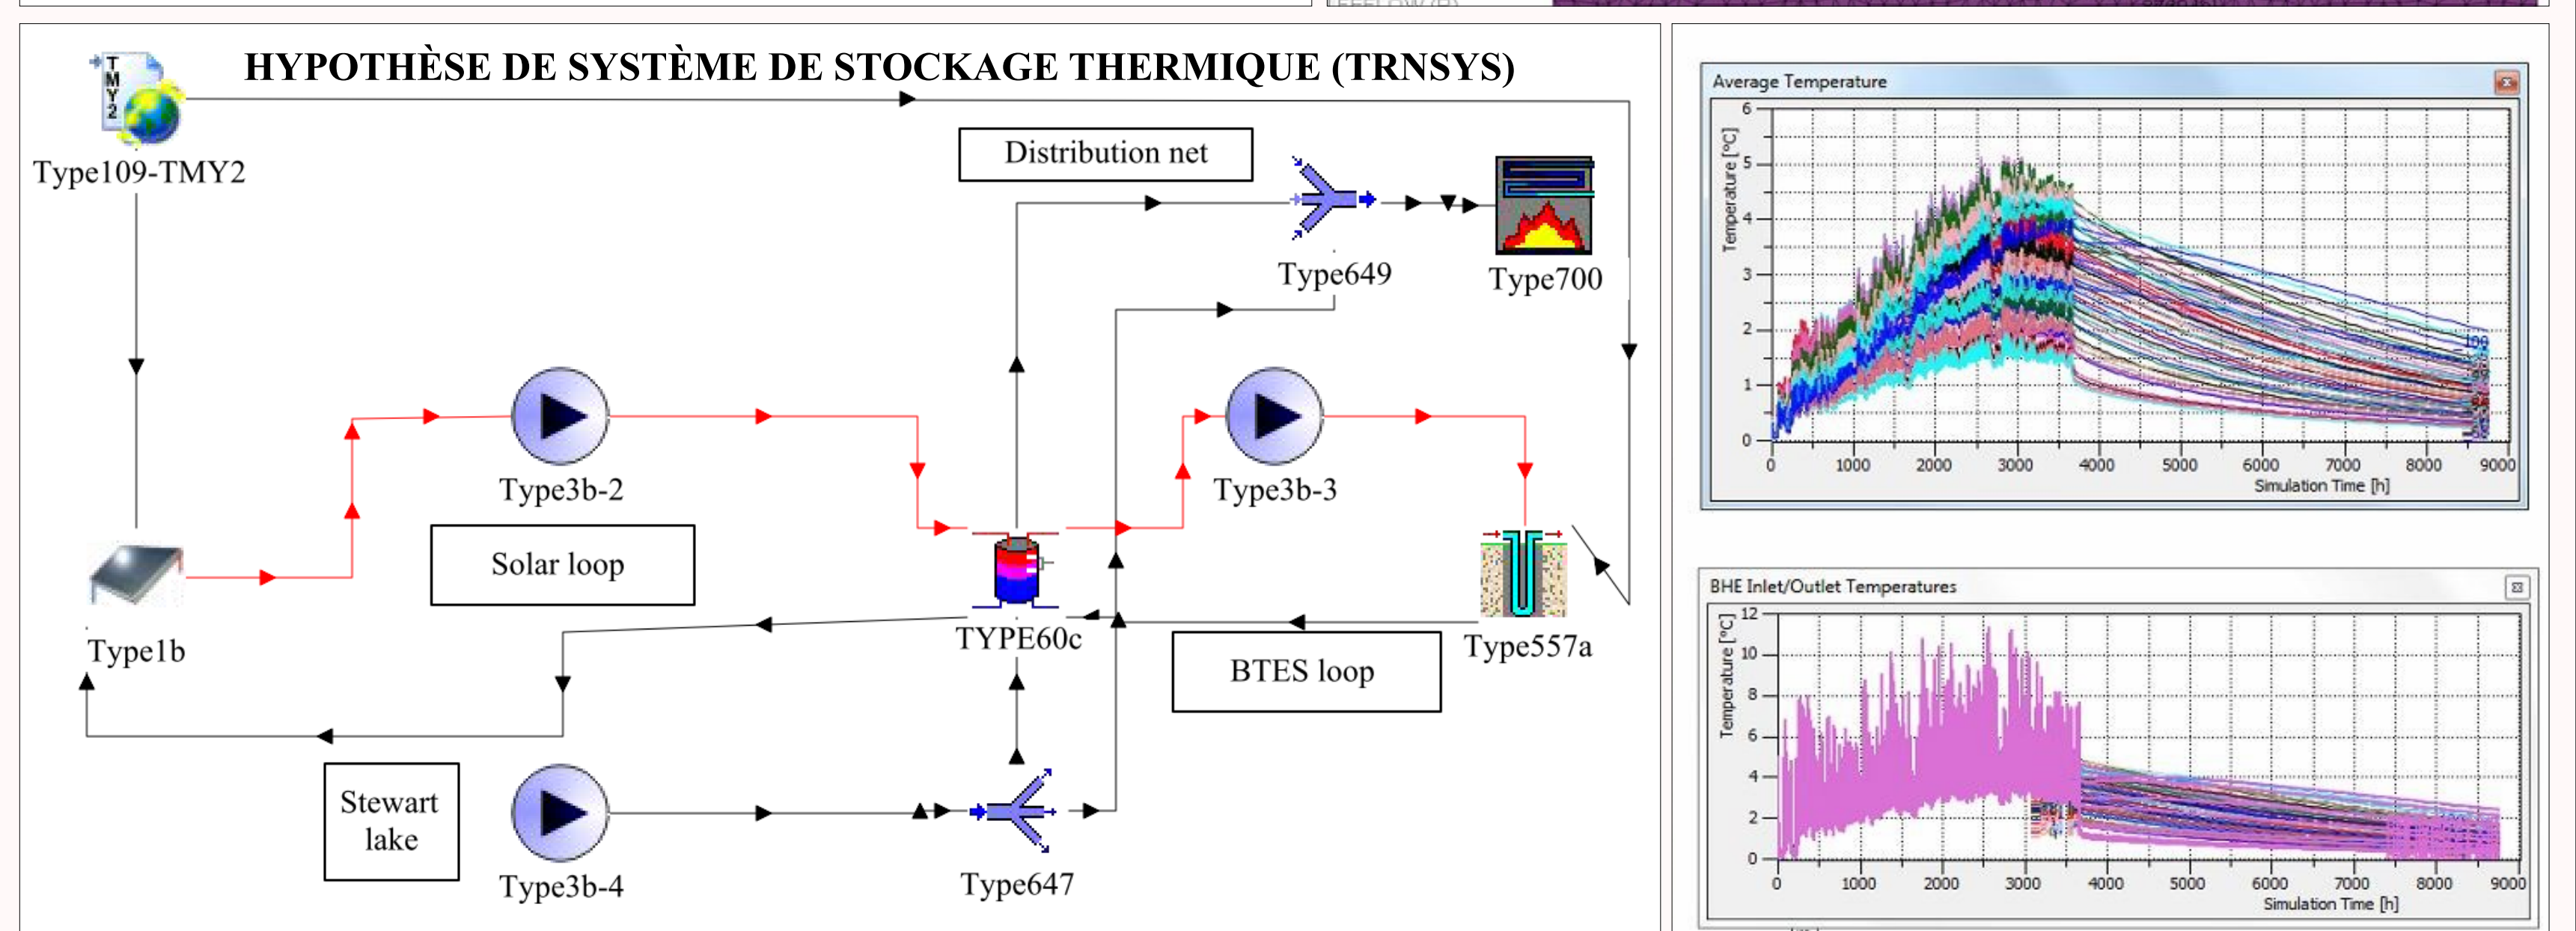 HYPOTHÈSE DE SYSTÈME DE STOCKAGE THERMIQUE (TRNSYS)
TMY2
Type109-TMY2
Distribution net
Type649
Type700
Type3b-2
Type3b-3
Solar loop
Type1b
TYPE60c
Type557a
BTES loop
Stewart
lake
Type3b-4
Type647
Average Temperature
Temperature [°C]
6
5
4
3
2
1
0
0 1000 2000 3000 4000 5000 6000 7000 8000 9000
Simulation Time [h]
BHE Inlet/Outlet Temperatures
Temperature [°C]
12
10
8
6
4
2
0
0 1000 2000 3000 4000 5000 6000 7000 8000 9000
Simulation Time [h]